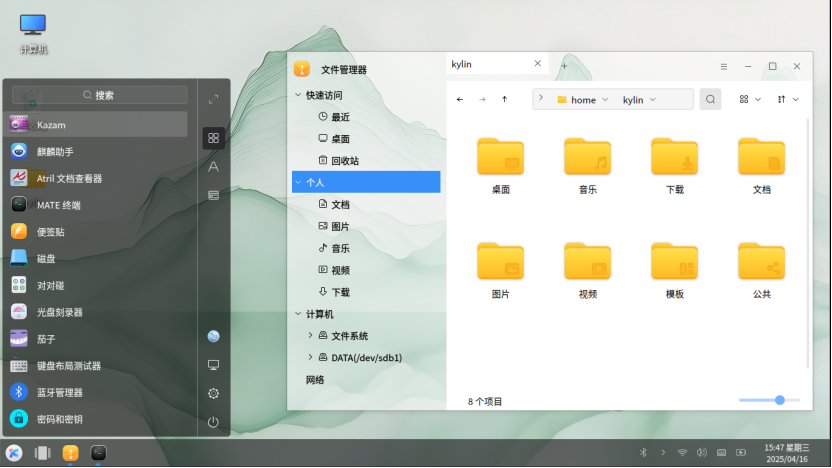 计算机
搜索
Kazam
麒麟助手
Atril 文档查看器
MATE 终端
便签贴
磁盘
对对碰
光盘刻录器
茄子
键盘布局测试器
蓝牙管理器
密码和密钥
文件管理器
快速访问
最近
桌面
回收站
个人
文档
图片
音乐
视频
下载
计算机
文件系统
DATA(/dev/sdb1)
网络
kylin
home
kylin
桌面
音乐
下载
文档
图片
视频
模板
公共
8 个项目
15:47 星期三
2025/04/16